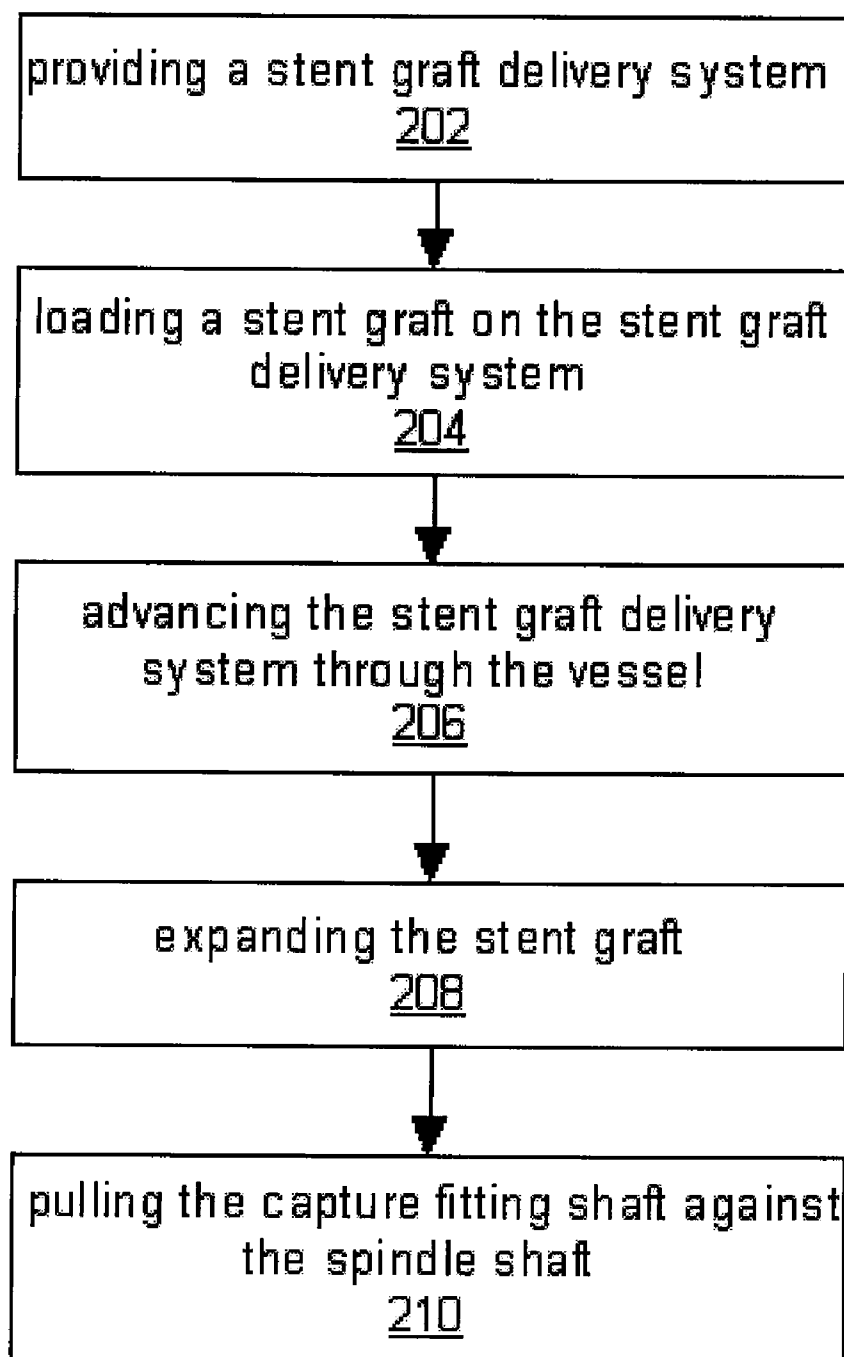 providing a stent graft delivery system
202
loading a stent graft on the stent graft
delivery system
204
advancing the stent graft delivery
system through the vessel
206
expanding the stent graft
208
pulling the capture fitting shaft against
the spindle shaft
210